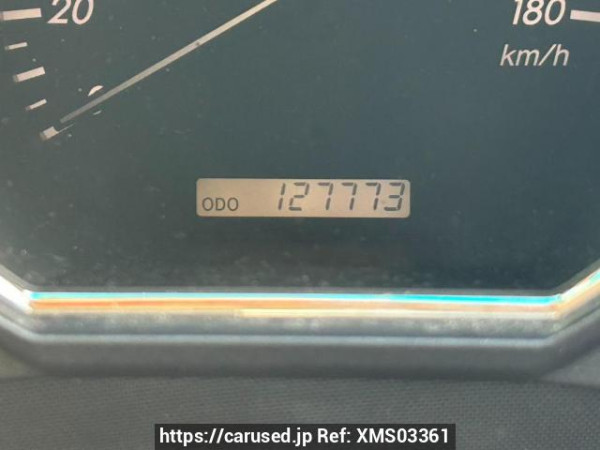 20
180
km/h
ODO 127773
https://carused.jp Ref: XMS03361